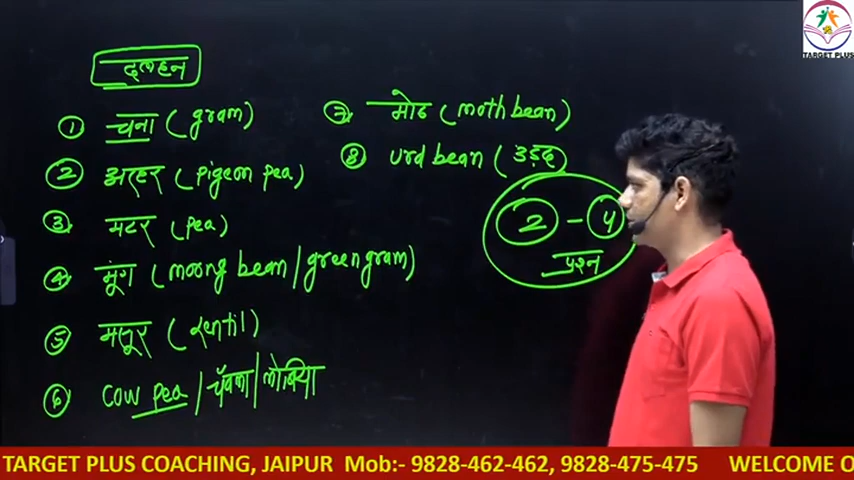 दलहन
① चना (gram)
② अरहर (pigeon pea)
③ मटर (pea)
④ मूंग (moong bean/green gram)
⑤ मसूर (lentil)
⑥ cow pea/चॅवला/लोबिया
⑦ मोठ (moth bean)
⑧ urd bean (उड़द)
2 - 4
प्रश्न
TARGET PLUS
TARGET PLUS COACHING, JAIPUR Mob:- 9828-462-462, 9828-475-475 WELCOME O